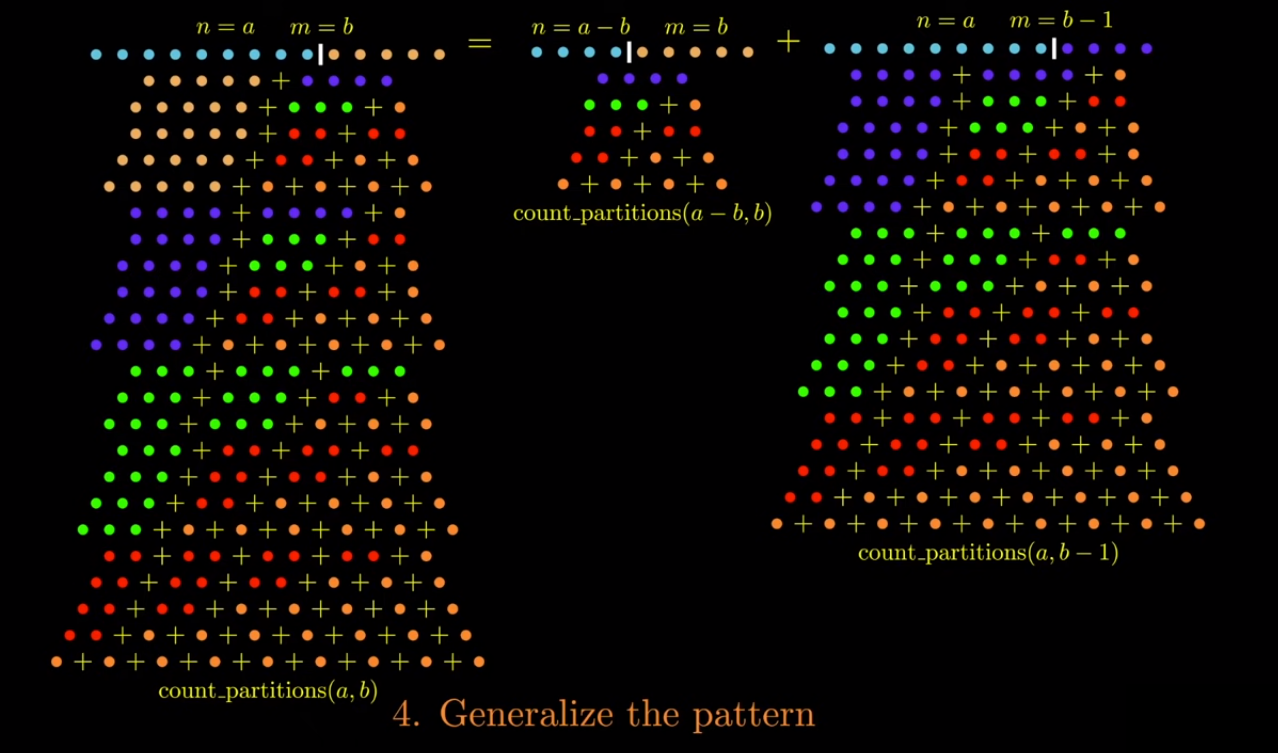 n = a m = b
=
n = a − b m = b
+
n = a m = b − 1
count_partitions(a − b, b)
count_partitions(a, b − 1)
count_partitions(a, b)
4. Generalize the pattern